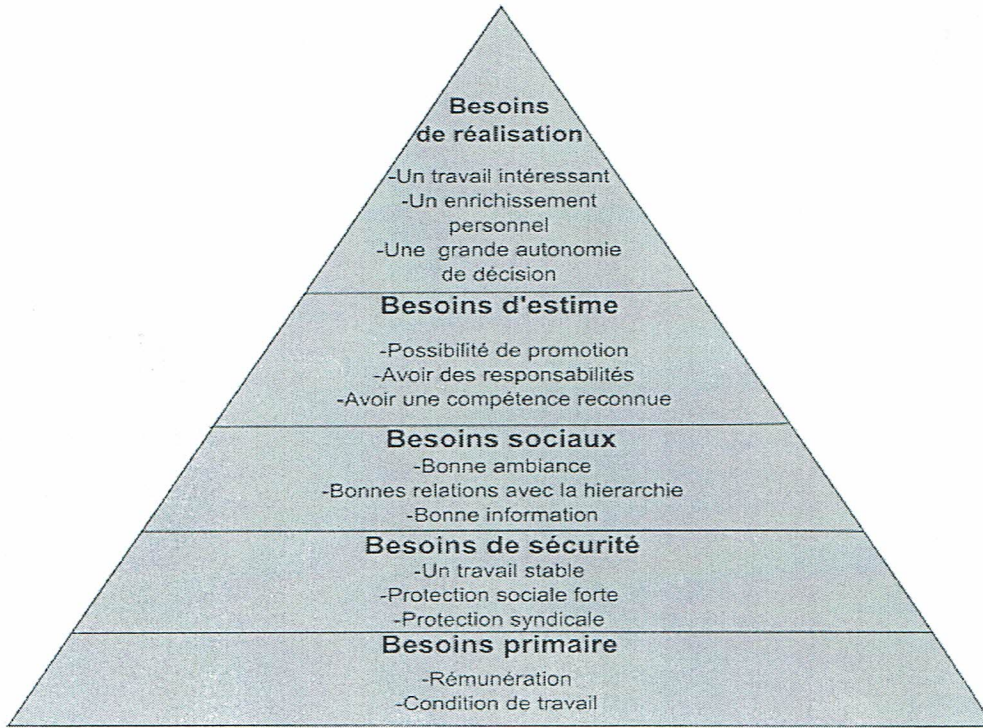 Besoins
de réalisation
-Un travail intéressant
-Un enrichissement
personnel
-Une grande autonomie
de décision
Besoins d'estime
-Possibilité de promotion
-Avoir des responsabilités
-Avoir une compétence reconnue
Besoins sociaux
-Bonne ambiance
-Bonnes relations avec la hierarchie
-Bonne information
Besoins de sécurité
-Un travail stable
-Protection sociale forte
-Protection syndicale
Besoins primaire
-Rémunération
-Condition de travail